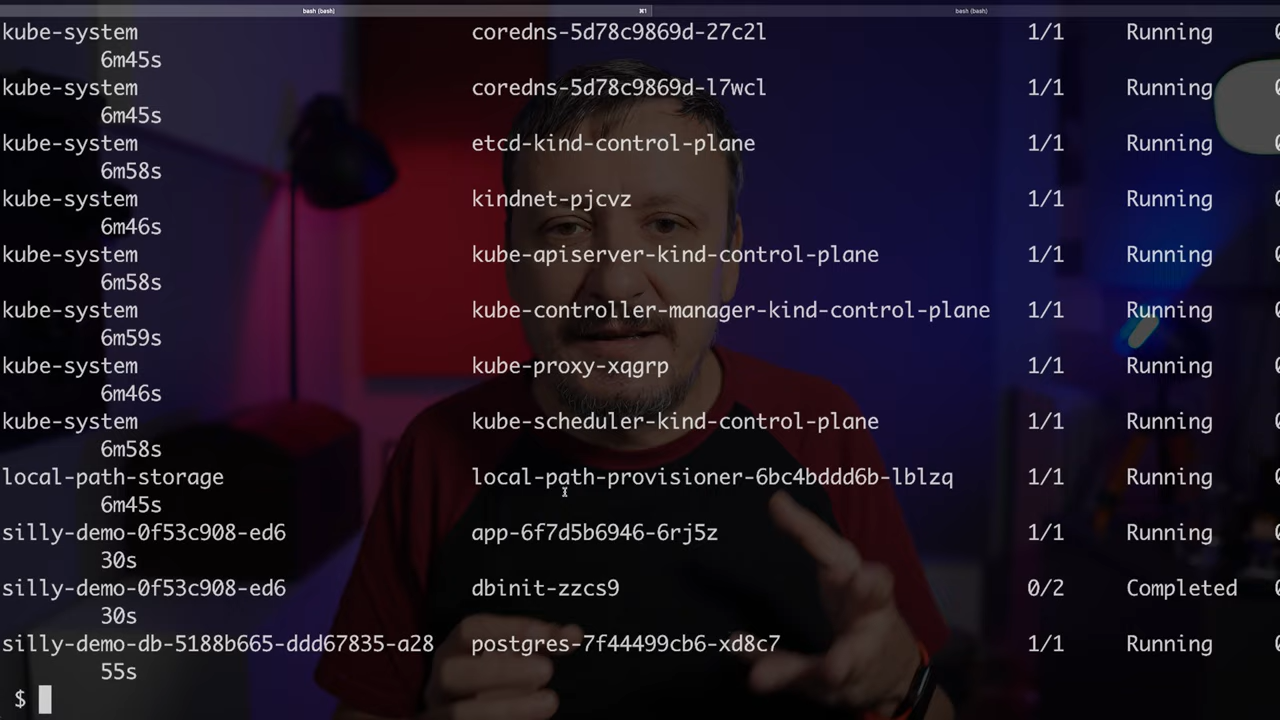 bash (bash) ⌘1 bash (bash)
kube-system coredns-5d78c9869d-27c2l 1/1 Running
6m45s
kube-system coredns-5d78c9869d-l7wcl 1/1 Running
6m45s
kube-system etcd-kind-control-plane 1/1 Running
6m58s
kube-system kindnet-pjcvz 1/1 Running
6m46s
kube-system kube-apiserver-kind-control-plane 1/1 Running
6m58s
kube-system kube-controller-manager-kind-control-plane 1/1 Running
6m59s
kube-system kube-proxy-xqgrp 1/1 Running
6m46s
kube-system kube-scheduler-kind-control-plane 1/1 Running
6m58s
local-path-storage local-path-provisioner-6bc4bddd6b-lblzq 1/1 Running
6m45s
silly-demo-0f53c908-ed6 app-6f7d5b6946-6rj5z 1/1 Running
30s
silly-demo-0f53c908-ed6 dbinit-zzcs9 0/2 Completed
30s
silly-demo-db-5188b665-ddd67835-a28 postgres-7f44499cb6-xd8c7 1/1 Running
55s
$